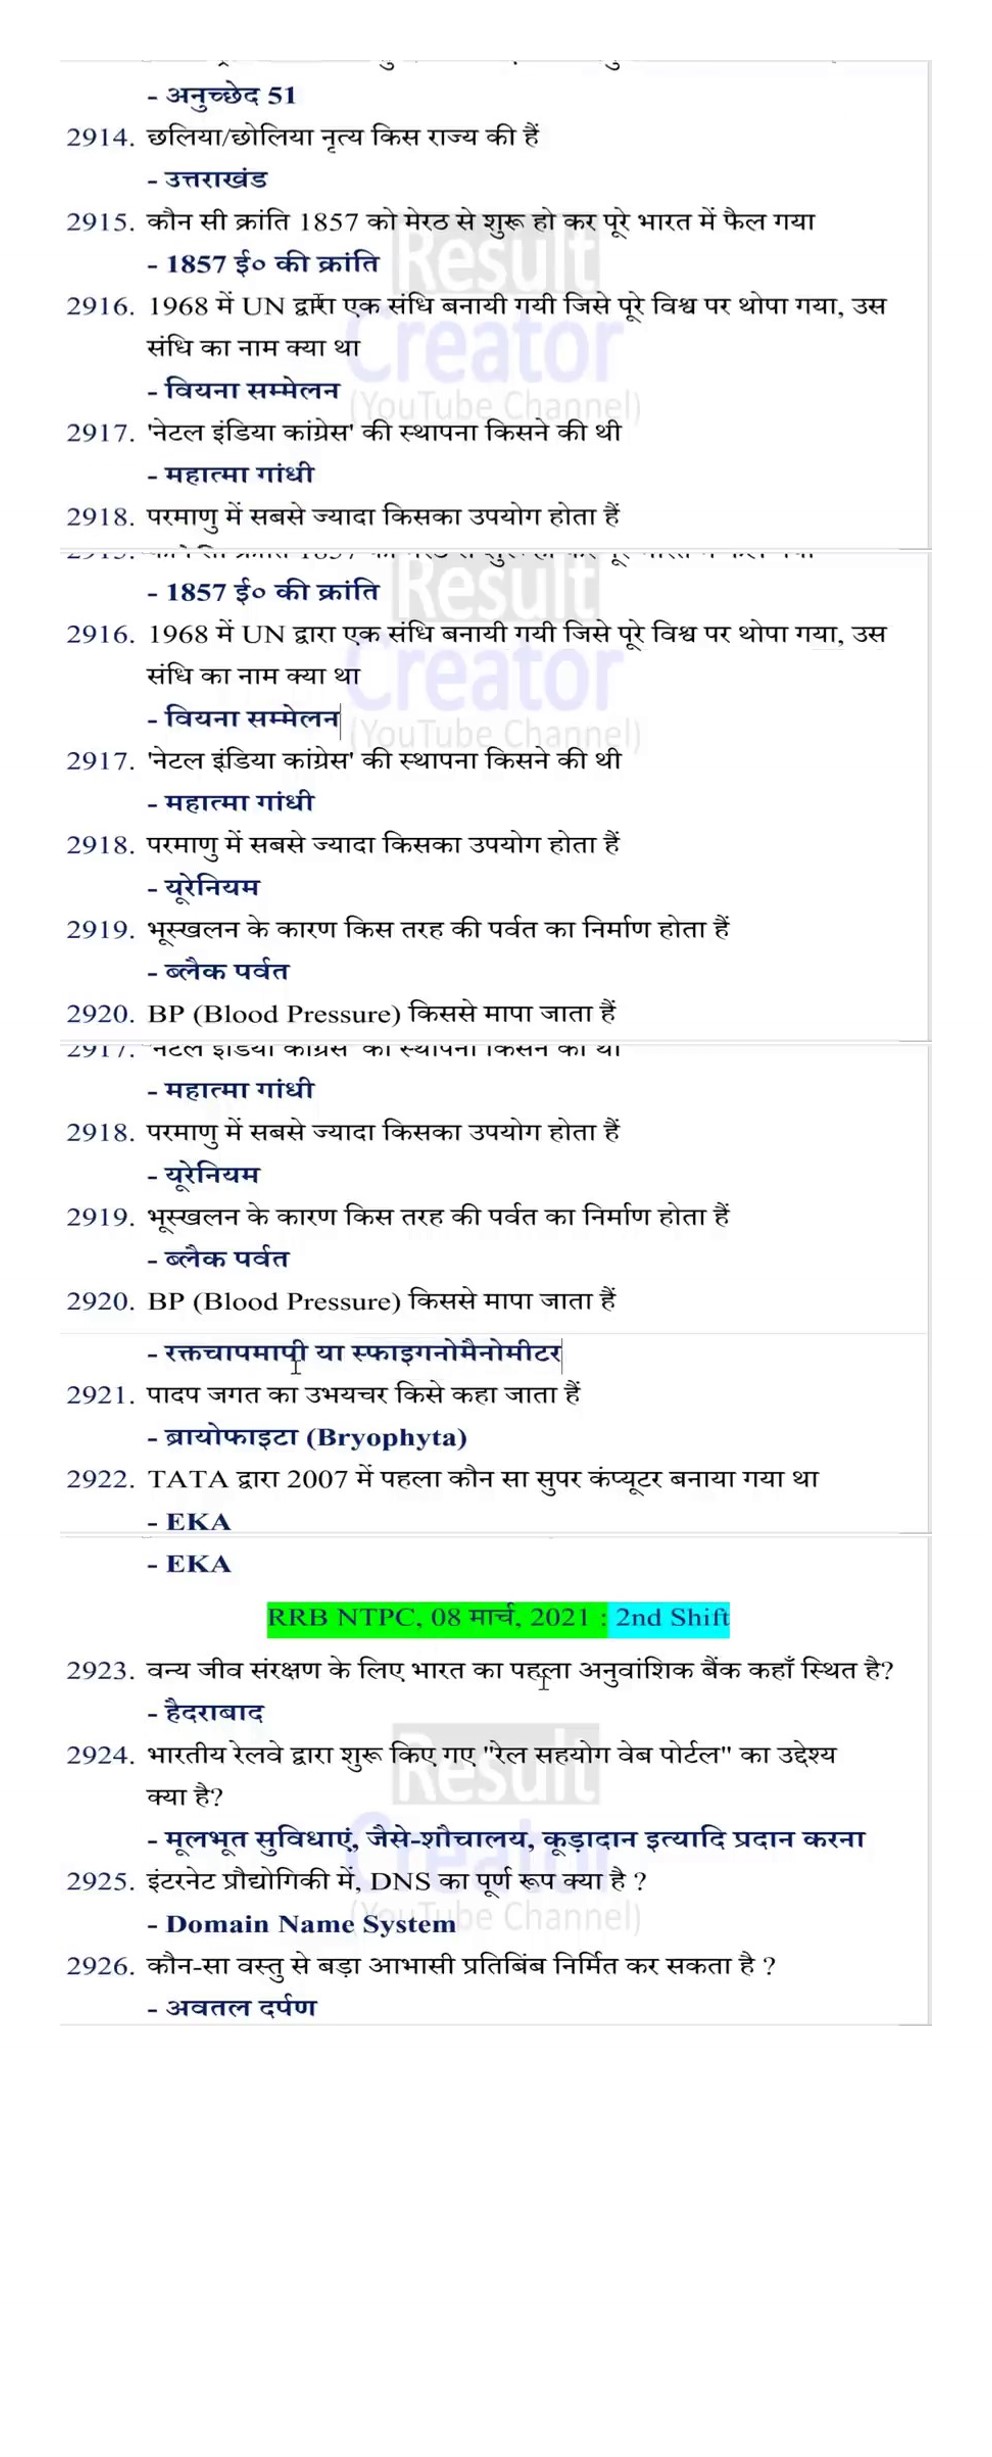 - अनुच्छेद 51
2914. छलिया/छोलिया नृत्य किस राज्य की हैं
- उत्तराखंड
2915. कौन सी क्रांति 1857 को मेरठ से शुरू हो कर पूरे भारत में फैल गया
- 1857 ई० की क्रांति
2916. 1968 में UN द्वारा एक संधि बनायी गयी जिसे पूरे विश्व पर थोपा गया, उस
संधि का नाम क्या था
- वियना सम्मेलन
2917. 'नेटल इंडिया कांग्रेस' की स्थापना किसने की थी
- महात्मा गांधी
2918. परमाणु में सबसे ज्यादा किसका उपयोग होता हैं
Result
Creator
(YouTube Channel)
- 1857 ई० की क्रांति
2916. 1968 में UN द्वारा एक संधि बनायी गयी जिसे पूरे विश्व पर थोपा गया, उस
संधि का नाम क्या था
- वियना सम्मेलन
2917. 'नेटल इंडिया कांग्रेस' की स्थापना किसने की थी
- महात्मा गांधी
2918. परमाणु में सबसे ज्यादा किसका उपयोग होता हैं
- यूरेनियम
2919. भूस्खलन के कारण किस तरह की पर्वत का निर्माण होता हैं
- ब्लैक पर्वत
2920. BP (Blood Pressure) किससे मापा जाता हैं
Result
Creator
(YouTube Channel)
2917. 'नेटल इंडिया कांग्रेस' की स्थापना किसने की थी
- महात्मा गांधी
2918. परमाणु में सबसे ज्यादा किसका उपयोग होता हैं
- यूरेनियम
2919. भूस्खलन के कारण किस तरह की पर्वत का निर्माण होता हैं
- ब्लैक पर्वत
2920. BP (Blood Pressure) किससे मापा जाता हैं
- रक्तचापमापी या स्फाइगनोमैनोमीटर
2921. पादप जगत का उभयचर किसे कहा जाता हैं
- ब्रायोफाइटा (Bryophyta)
2922. TATA द्वारा 2007 में पहला कौन सा सुपर कंप्यूटर बनाया गया था
- EKA
- EKA
RRB NTPC, 08 मार्च, 2021 : 2nd Shift
2923. वन्य जीव संरक्षण के लिए भारत का पहला अनुवांशिक बैंक कहाँ स्थित है?
- हैदराबाद
2924. भारतीय रेलवे द्वारा शुरू किए गए "रेल सहयोग वेब पोर्टल" का उद्देश्य
क्या है?
- मूलभूत सुविधाएं, जैसे-शौचालय, कूड़ादान इत्यादि प्रदान करना
2925. इंटरनेट प्रौद्योगिकी में, DNS का पूर्ण रूप क्या है ?
- Domain Name System
2926. कौन-सा वस्तु से बड़ा आभासी प्रतिबिंब निर्मित कर सकता है ?
- अवतल दर्पण
Result
Creator
(YouTube Channel)